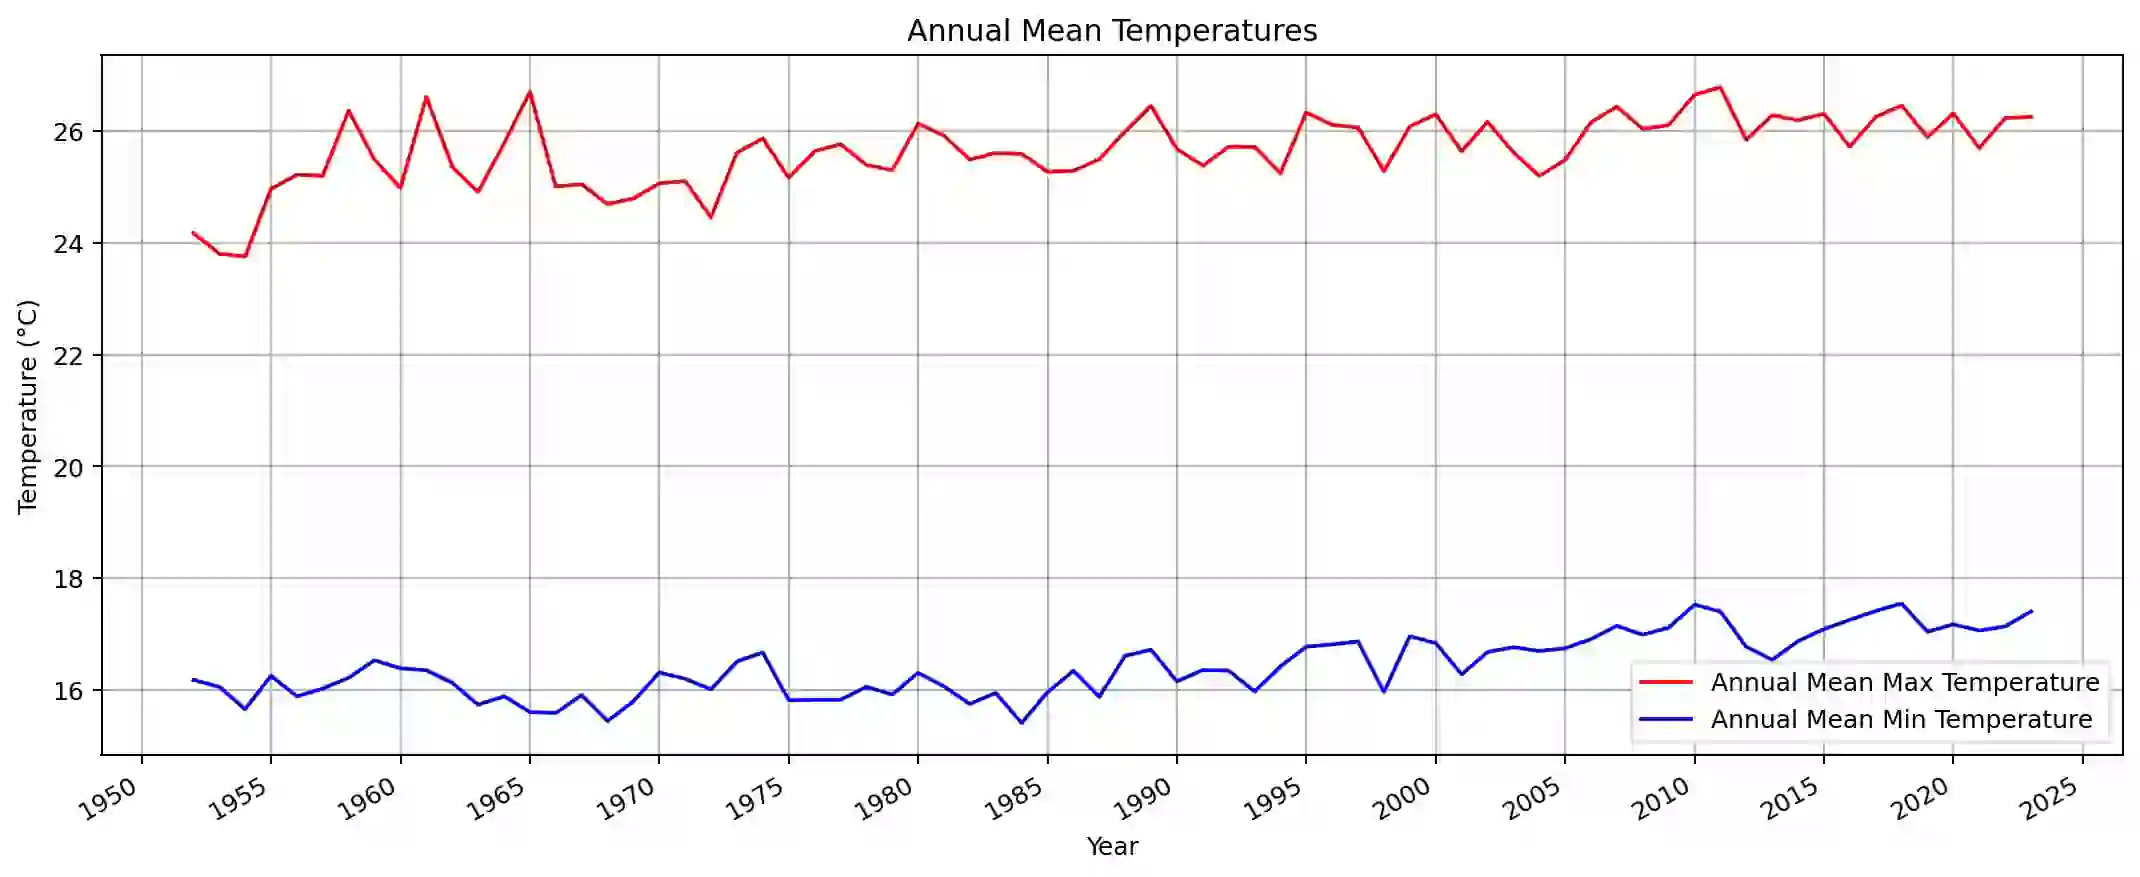 Annual Mean Temperatures
Temperature (°C)
26
24
22
20
18
16
Annual Mean Max Temperature
Annual Mean Min Temperature
1950 1955 1960 1965 1970 1975 1980 1985 1990 1995 2000 2005 2010 2015 2020 2025
Year